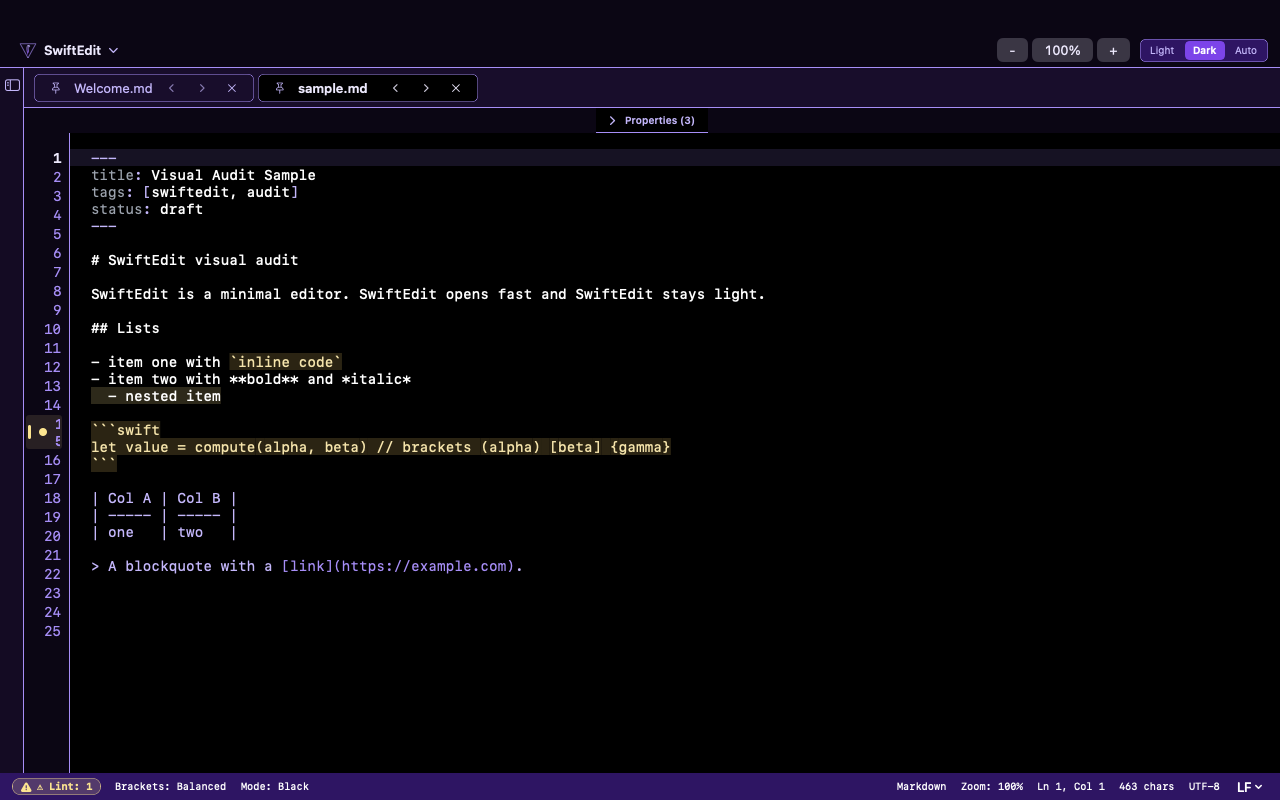 SwiftEdit
- 100% + Light Dark Auto
Welcome.md sample.md
Properties (3)
1 ---
2 title: Visual Audit Sample
3 tags: [swiftedit, audit]
4 status: draft
5 ---
6
7 # SwiftEdit visual audit
8
9 SwiftEdit is a minimal editor. SwiftEdit opens fast and SwiftEdit stays light.
10
11 ## Lists
12
13 - item one with `inline code`
14 - item two with **bold** and *italic*
15   - nested item
16
17 ```swift
18 let value = compute(alpha, beta) // brackets (alpha) [beta] {gamma}
19 ```
20
21 | Col A | Col B |
22 | ----- | ----- |
23 | one   | two   |
24
25 > A blockquote with a [link](https://example.com).
⚠ Lint: 1 Brackets: Balanced Mode: Black Markdown Zoom: 100% Ln 1, Col 1 463 chars UTF-8 LF